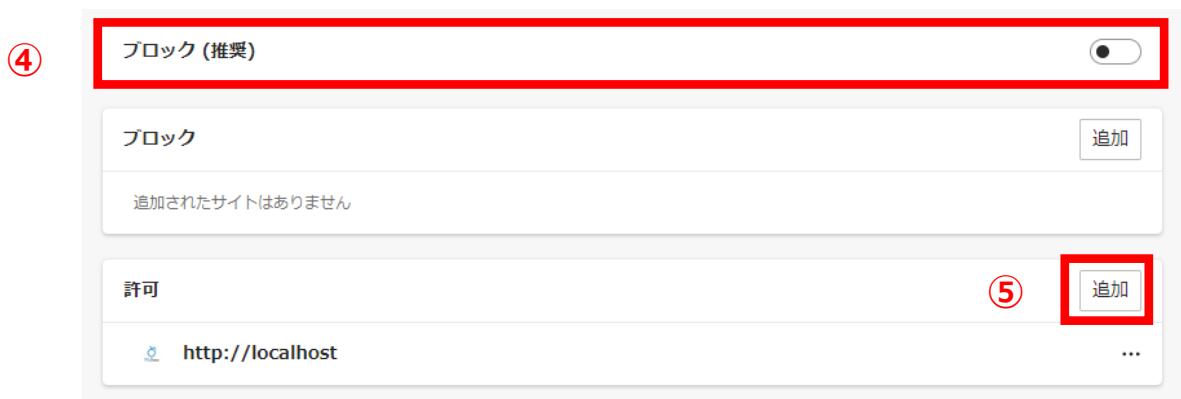 ④
ブロック (推奨)
ブロック
追加
追加されたサイトはありません
許可
⑤
追加
http://localhost
...